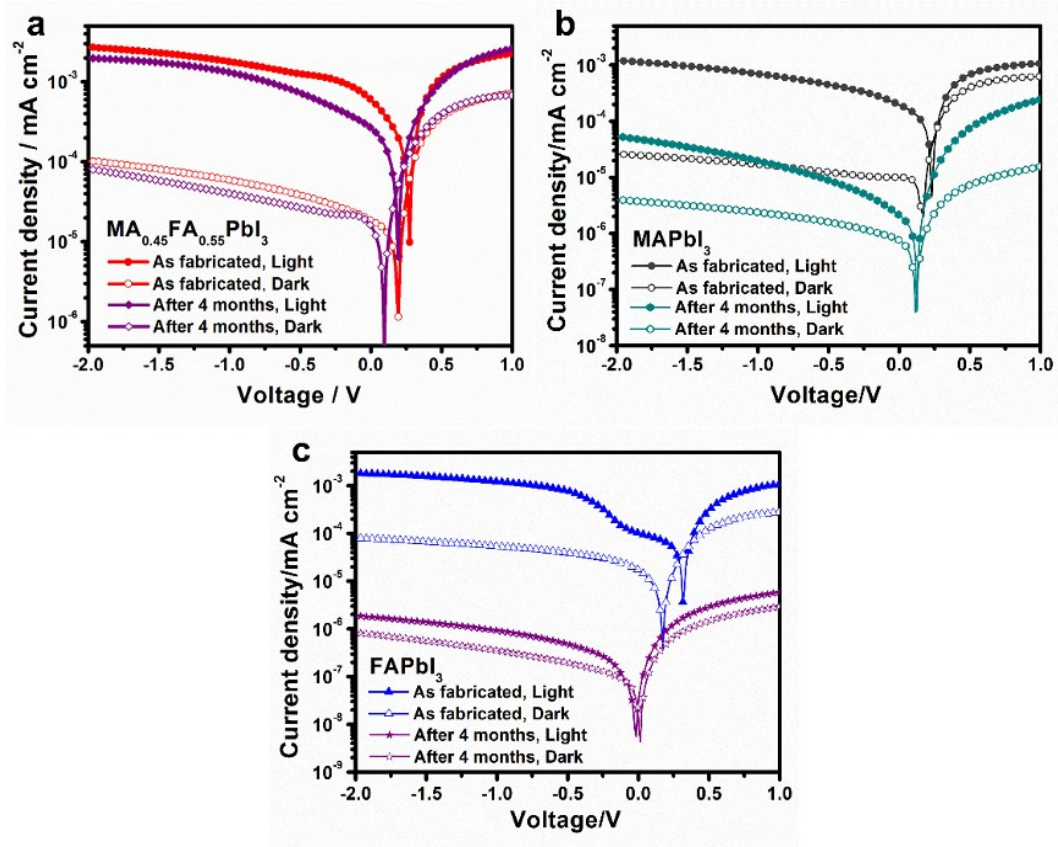 a
Current density / mA cm⁻²
10⁻³
10⁻⁴
10⁻⁵
10⁻⁶
MA₀.₄₅FA₀.₅₅PbI₃
As fabricated, Light
As fabricated, Dark
After 4 months, Light
After 4 months, Dark
-2.0 -1.5 -1.0 -0.5 0.0 0.5 1.0
Voltage / V
b
Current density/mA cm⁻²
10⁻³
10⁻⁴
10⁻⁵
10⁻⁶
10⁻⁷
10⁻⁸
MAPbI₃
As fabricated, Light
As fabricated, Dark
After 4 months, Light
After 4 months, Dark
-2.0 -1.5 -1.0 -0.5 0.0 0.5 1.0
Voltage/V
c
Current density/mA cm⁻²
10⁻³
10⁻⁴
10⁻⁵
10⁻⁶
10⁻⁷
10⁻⁸
10⁻⁹
FAPbI₃
As fabricated, Light
As fabricated, Dark
After 4 months, Light
After 4 months, Dark
-2.0 -1.5 -1.0 -0.5 0.0 0.5 1.0
Voltage/V